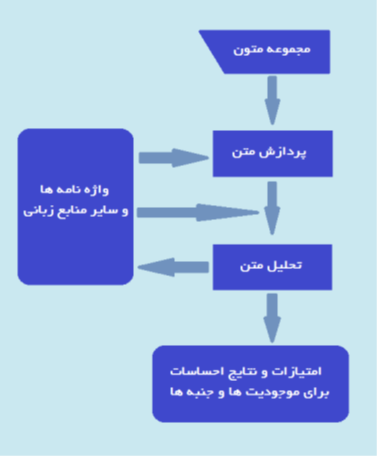 مجموعه متون
پردازش متن
واژه نامه ها
و سایر منابع زبانی
تحلیل متن
امتیازات و نتایج احساسات
برای موجودیت ها و جنبه ها